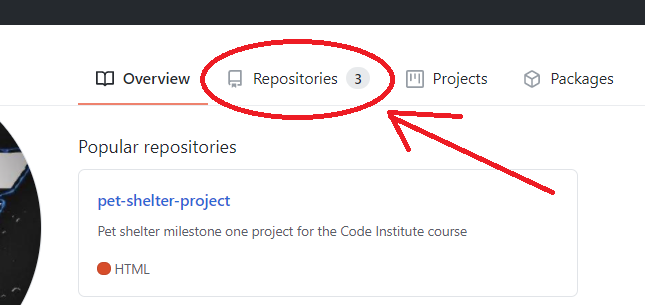 Overview Repositories 3 Projects Packages
Popular repositories
pet-shelter-project
Pet shelter milestone one project for the Code Institute course
HTML